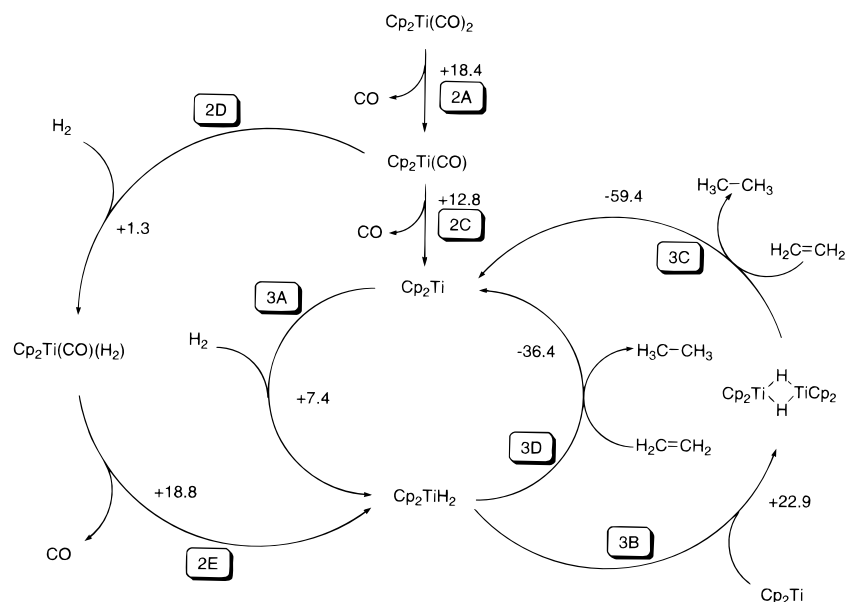 Cp₂Ti(CO)₂
+18.4
CO
2A
2D
H₂
Cp₂Ti(CO)
H₃C–CH₃
+12.8
-59.4
CO
2C
+1.3
3C
H₂C=CH₂
Cp₂Ti
3A
H₂
Cp₂Ti(CO)(H₂)
-36.4
H₃C–CH₃
H
Cp₂Ti TiCp₂
H
+7.4
3D
H₂C=CH₂
+18.8
Cp₂TiH₂
+22.9
CO
2E
3B
Cp₂Ti